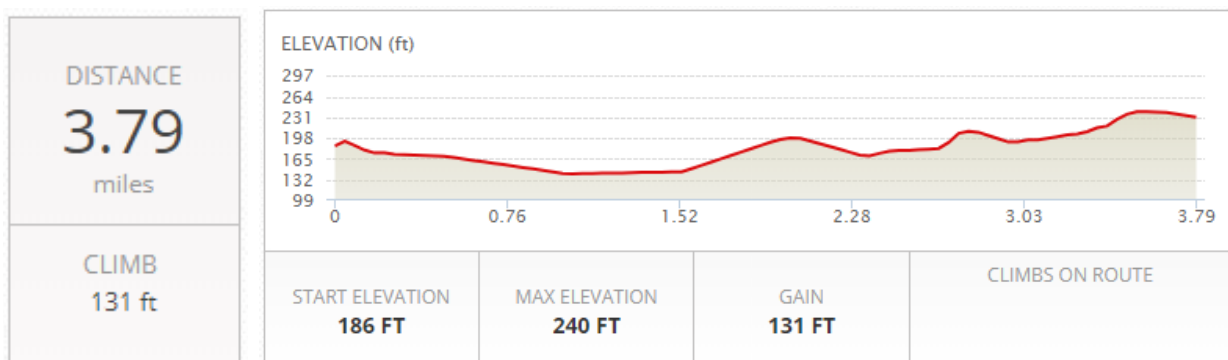 DISTANCE
3.79
miles
CLIMB
131 ft
ELEVATION (ft)
297
264
231
198
165
132
99
0 0.76 1.52 2.28 3.03 3.79
START ELEVATION
186 FT
MAX ELEVATION
240 FT
GAIN
131 FT
CLIMBS ON ROUTE